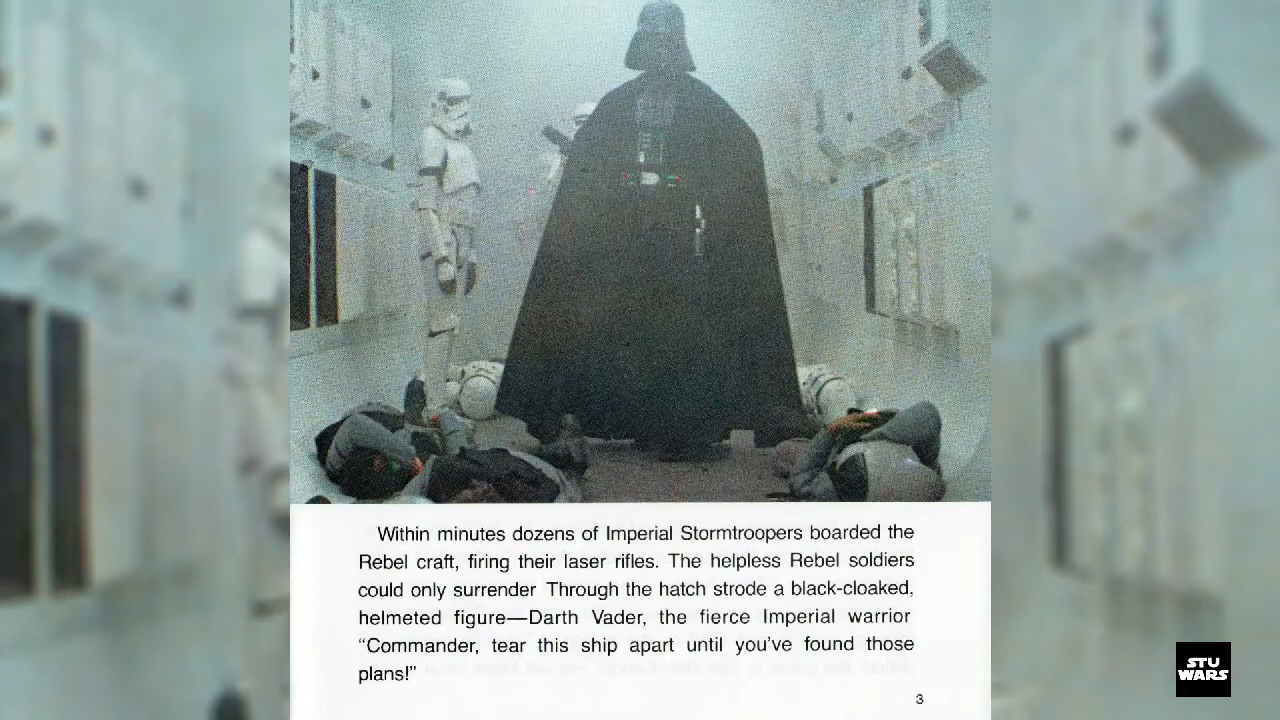 Within minutes dozens of Imperial Stormtroopers boarded the
Rebel craft, firing their laser rifles. The helpless Rebel soldiers
could only surrender Through the hatch strode a black-cloaked,
helmeted figure—Darth Vader, the fierce Imperial warrior
“Commander, tear this ship apart until you’ve found those
plans!”
3
STU
WARS